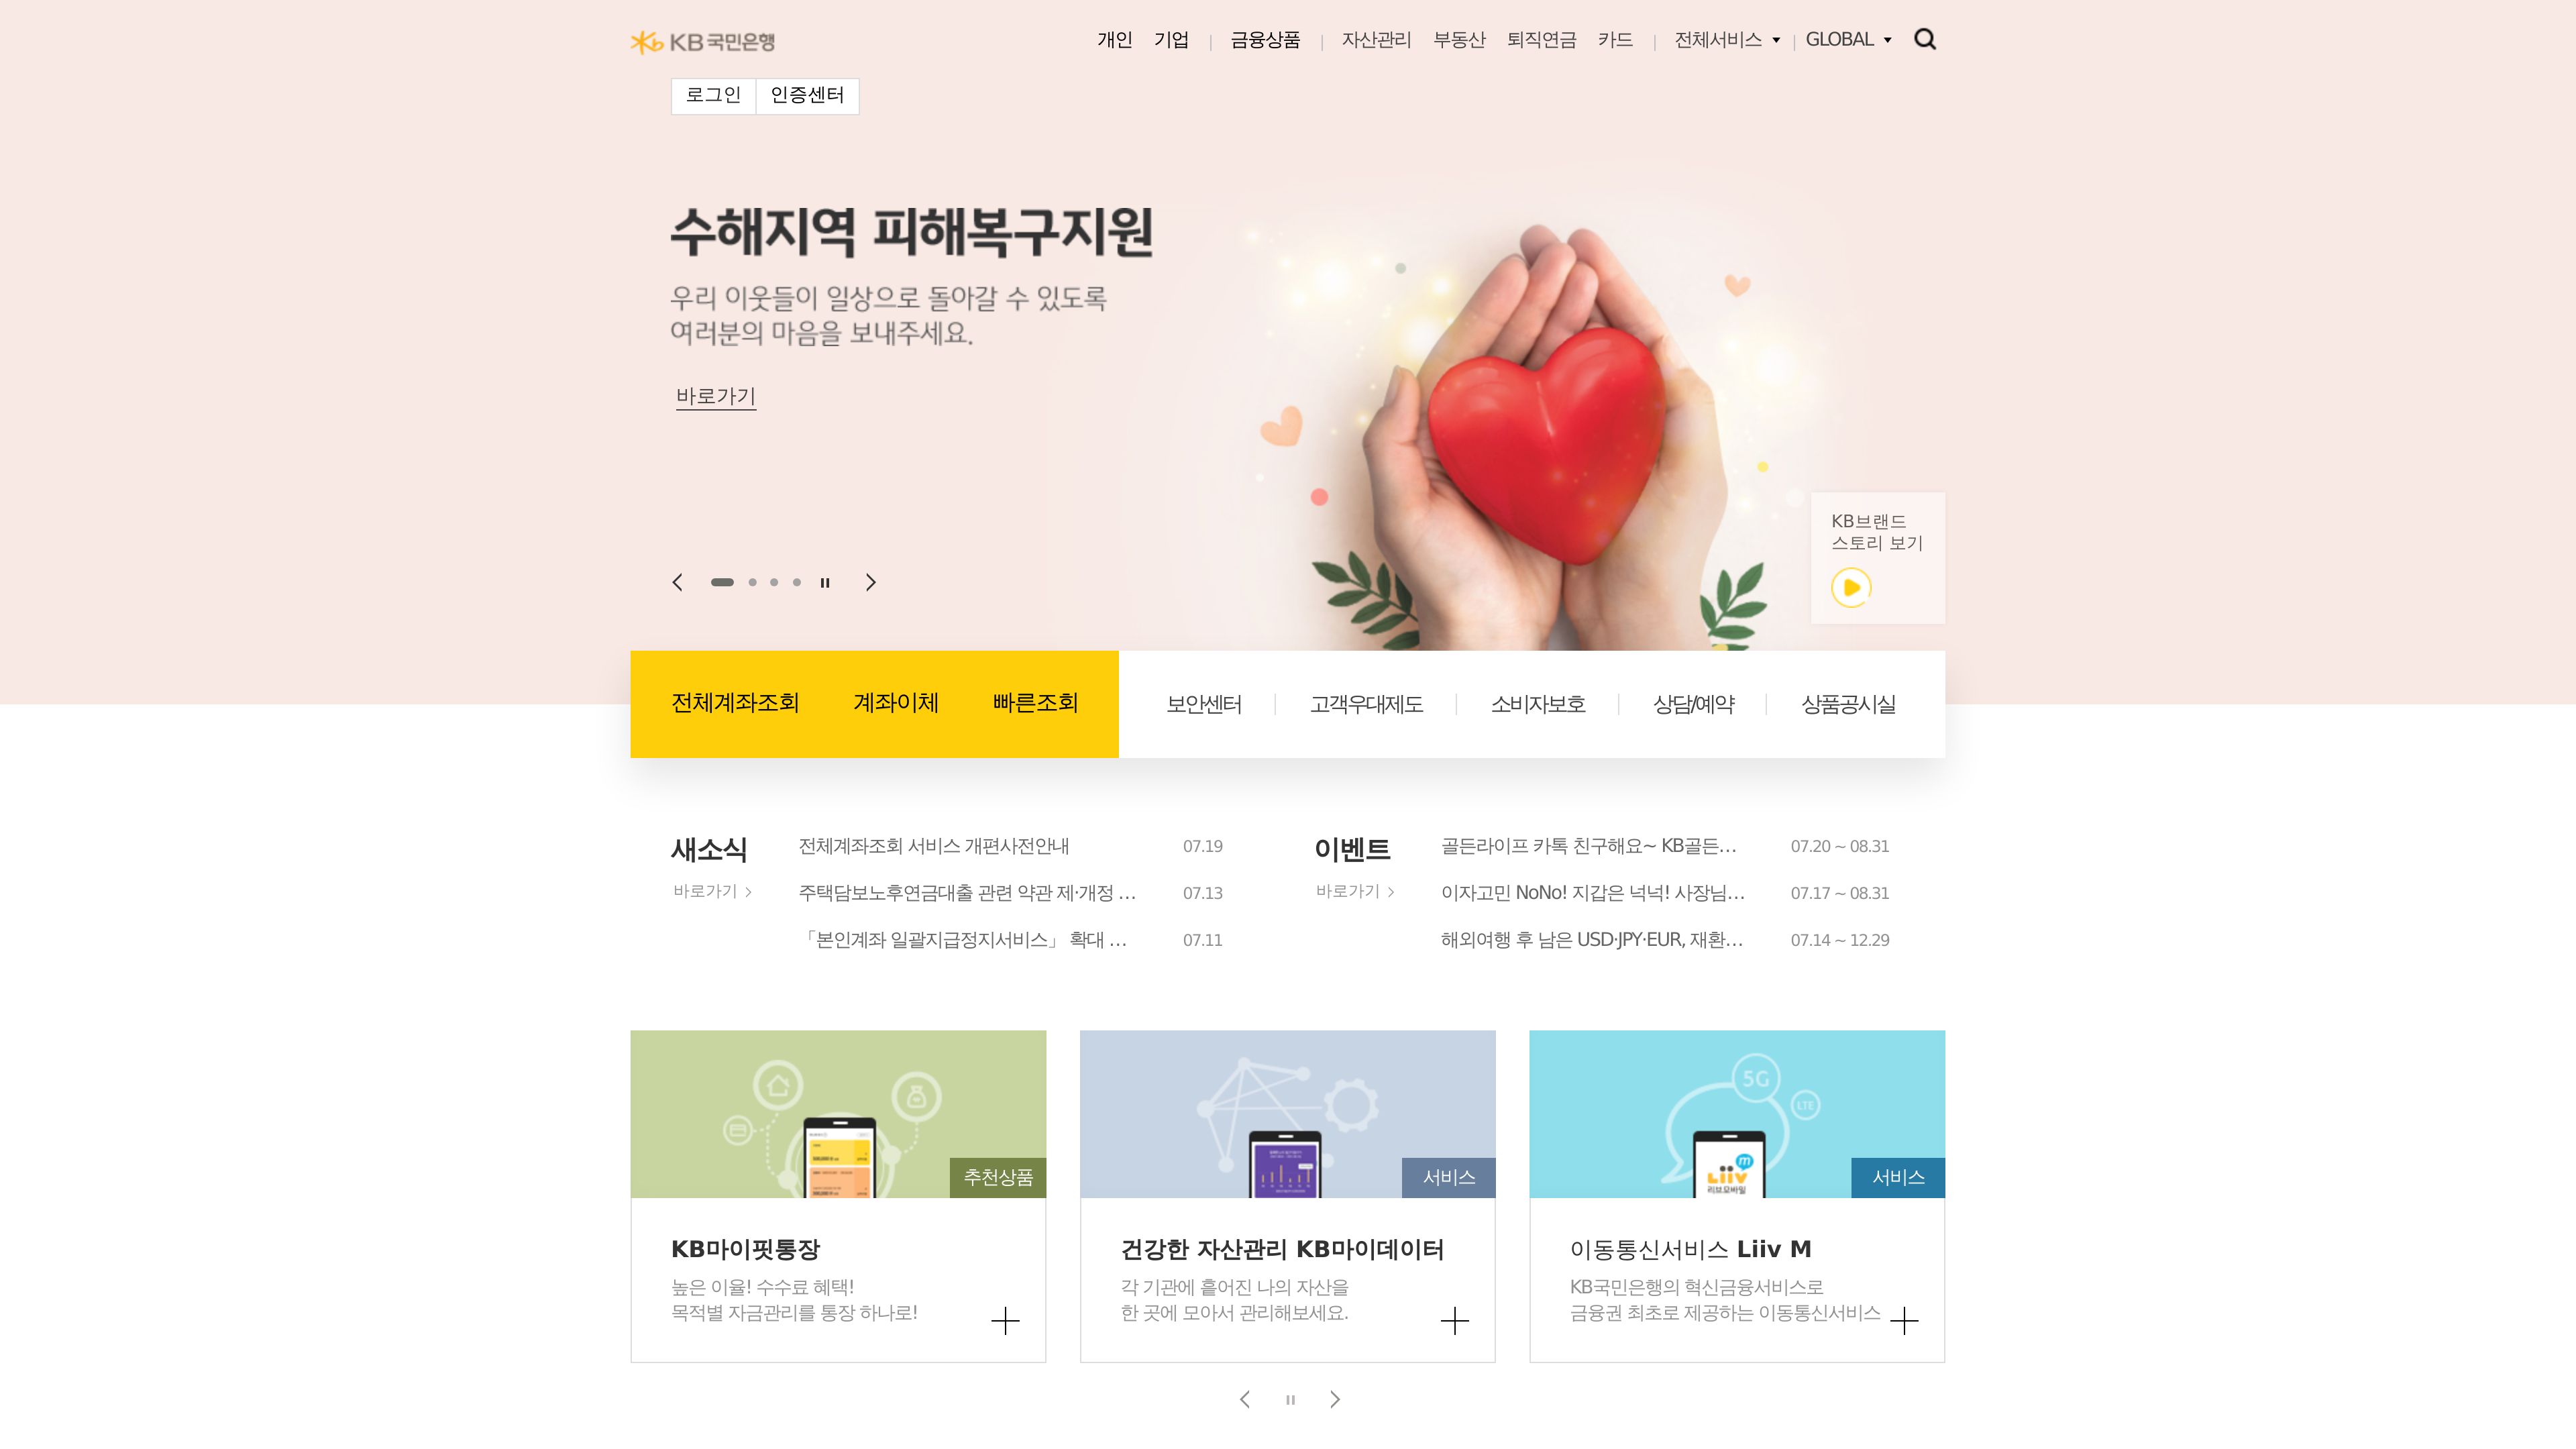 KB 국민은행
개인 기업 금융상품 자산관리 부동산 퇴직연금 카드 전체서비스 GLOBAL
로그인 인증센터
수해지역 피해복구지원
우리 이웃들이 일상으로 돌아갈 수 있도록
여러분의 마음을 보내주세요.
바로가기
KB브랜드
스토리 보기
전체계좌조회 계좌이체 빠른조회 보안센터 고객우대제도 소비자보호 상담/예약 상품공시실
새소식
바로가기
전체계좌조회 서비스 개편사전안내 07.19
주택담보노후연금대출 관련 약관 제·개정 ... 07.13
「본인계좌 일괄지급정지서비스」 확대 ... 07.11
이벤트
바로가기
골든라이프 카톡 친구해요~ KB골든... 07.20 ~ 08.31
이자고민 NoNo! 지갑은 넉넉! 사장님... 07.17 ~ 08.31
해외여행 후 남은 USD·JPY·EUR, 재환... 07.14 ~ 12.29
추천상품
KB마이핏통장
높은 이율! 수수료 혜택!
목적별 자금관리를 통장 하나로!
서비스
건강한 자산관리 KB마이데이터
각 기관에 흩어진 나의 자산을
한 곳에 모아서 관리해보세요.
5G
LTE
Liiv m
리브모바일
서비스
이동통신서비스 Liiv M
KB국민은행의 혁신금융서비스로
금융권 최초로 제공하는 이동통신서비스